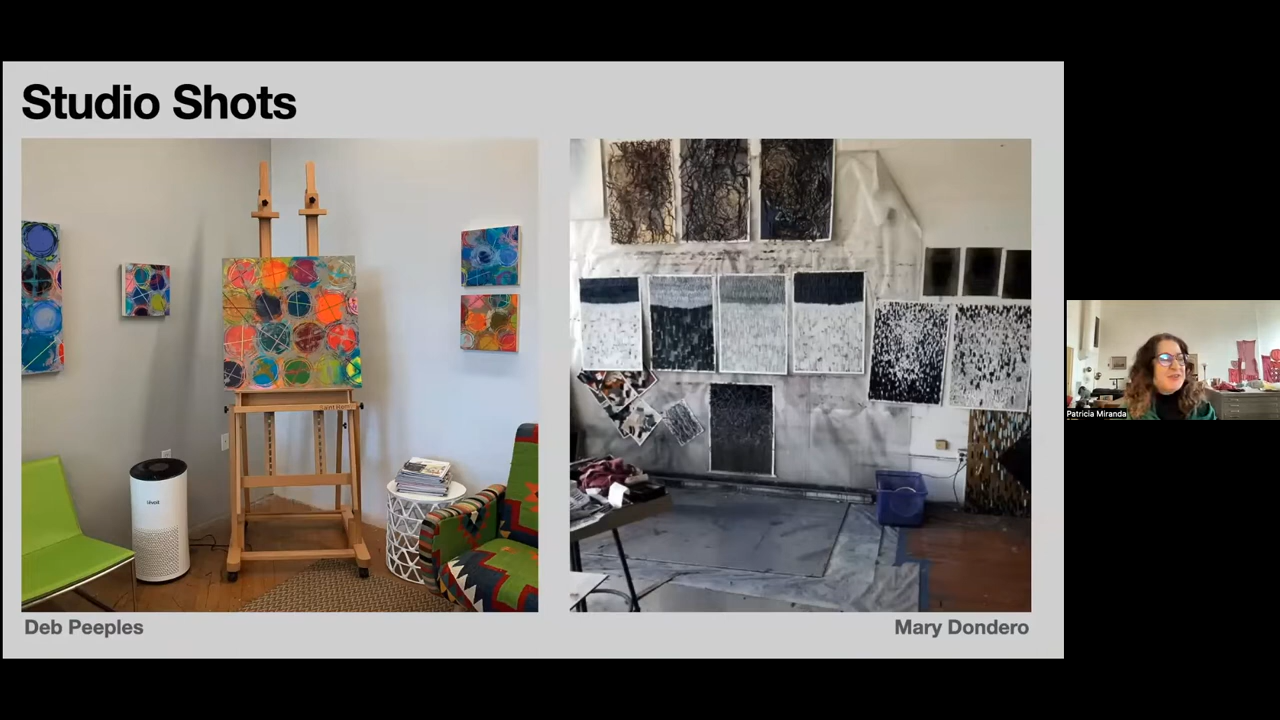 Studio Shots
Deb Peeples
Mary Dondero
Patricia Miranda